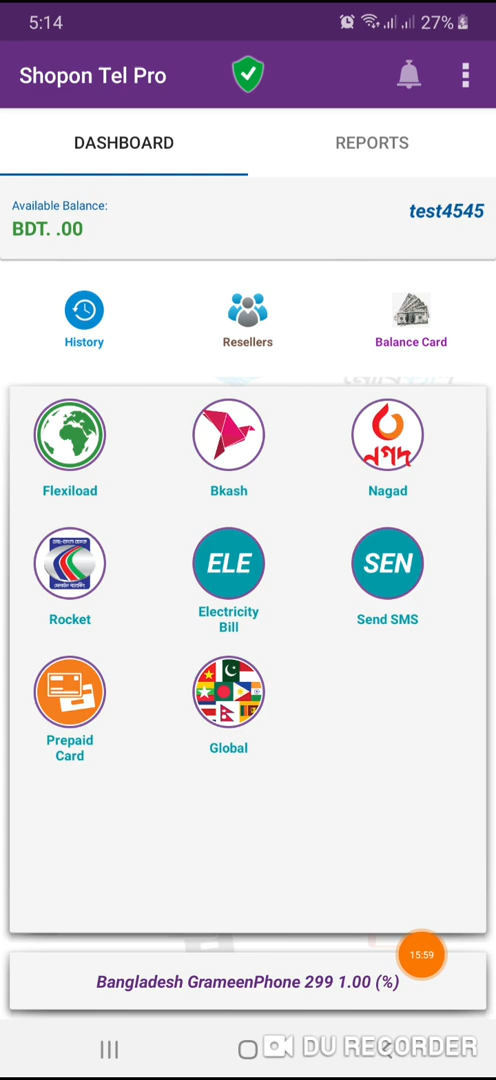 5:14
27%
Shopon Tel Pro
DASHBOARD
REPORTS
Available Balance:
BDT. .00
test4545
History
Resellers
Balance Card
নগদ
Flexiload
Bkash
Nagad
ELE
SEN
Rocket
Electricity
Bill
Send SMS
Prepaid
Card
Global
15:59
Bangladesh GrameenPhone 299 1.00 (%)
DU RECORDER